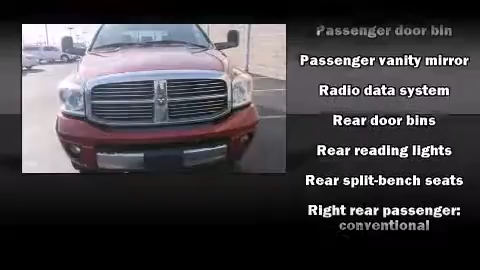 Passenger door bin
Passenger vanity mirror
Radio data system
Rear door bins
Rear reading lights
Rear split-bench seats
Right rear passenger:
conventional